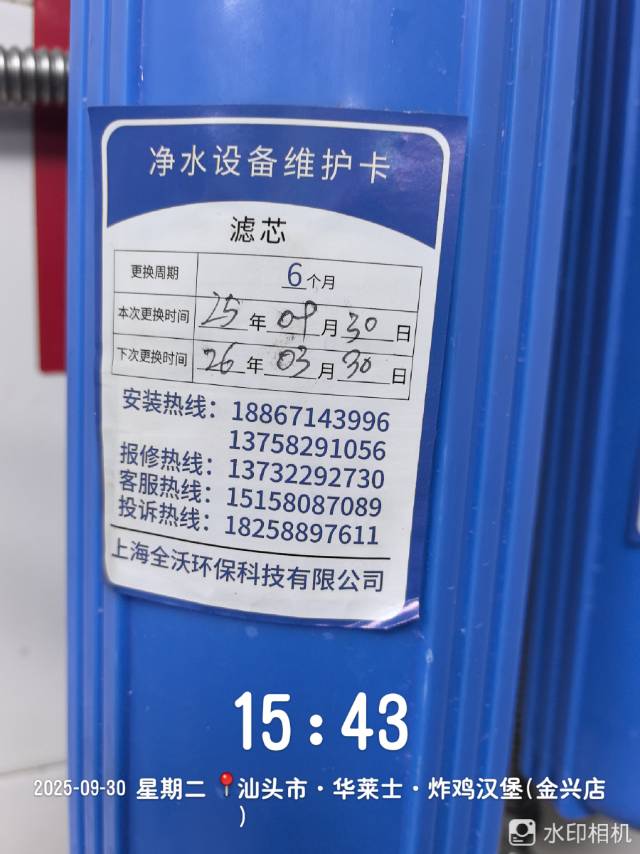 净水设备维护卡
滤芯
更换周期 6个月
本次更换时间 25年09月30日
下次更换时间 26年03月30日
安装热线：18867143996
13758291056
报修热线：13732292730
客服热线：15158087089
投诉热线：18258897611
上海全沃环保科技有限公司
15:43
2025-09-30 星期二 📍汕头市·华莱士·炸鸡汉堡(金兴店
)
水印相机